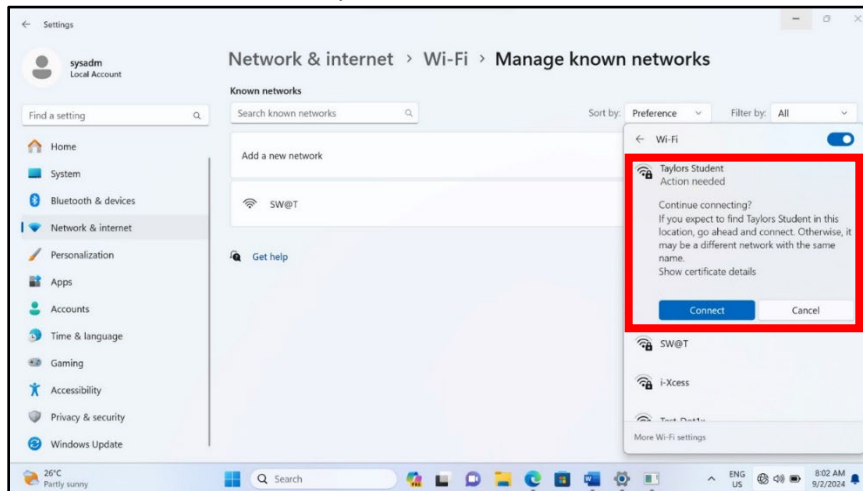 Settings
sysadm
Local Account
Find a setting
Home
System
Bluetooth & devices
Network & internet
Personalization
Apps
Accounts
Time & language
Gaming
Accessibility
Privacy & security
Windows Update
Network & internet > Wi-Fi > Manage known networks
Known networks
Search known networks
Sort by: Preference
Filter by: All
Add a new network
SW@T
Get help
Wi-Fi
Taylors Student
Action needed
Continue connecting?
If you expect to find Taylors Student in this
location, go ahead and connect. Otherwise, it
may be a different network with the same
name.
Show certificate details
Connect Cancel
SW@T
i-Xcess
More Wi-Fi settings
26°C
Partly sunny
Search
ENG
US
8:02 AM
9/2/2024